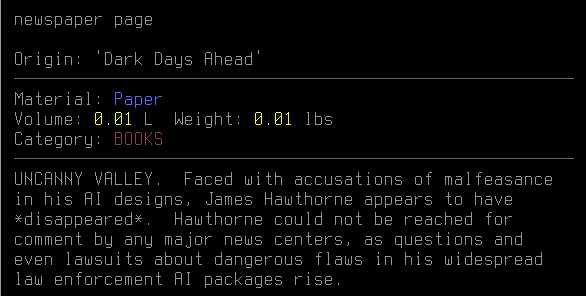 newspaper page
Origin: 'Dark Days Ahead'
Material: Paper
Volume: 0.01 L  Weight: 0.01 lbs
Category: BOOKS
UNCANNY VALLEY.  Faced with accusations of malfeasance
in his AI designs, James Hawthorne appears to have
*disappeared*.  Hawthorne could not be reached for
comment by any major news centers, as questions and
even lawsuits about dangerous flaws in his widespread
law enforcement AI packages rise.